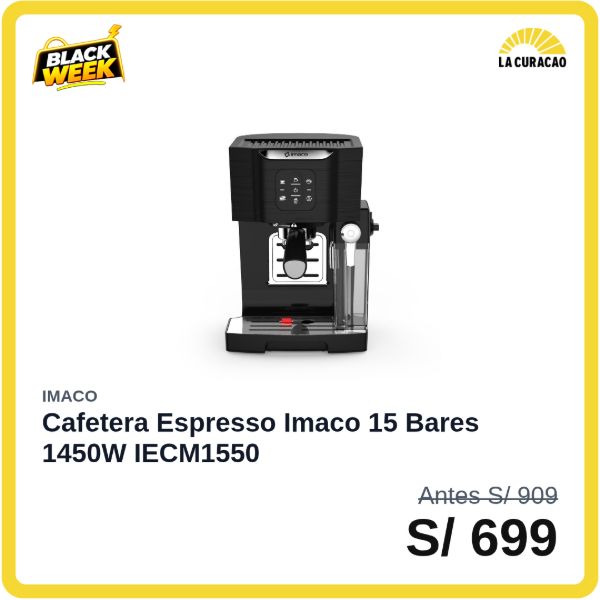 BLACK
WEEK
LA CURACAO
imaco
IMACO
Cafetera Espresso Imaco 15 Bares
1450W IECM1550
Antes S/ 909
S/ 699